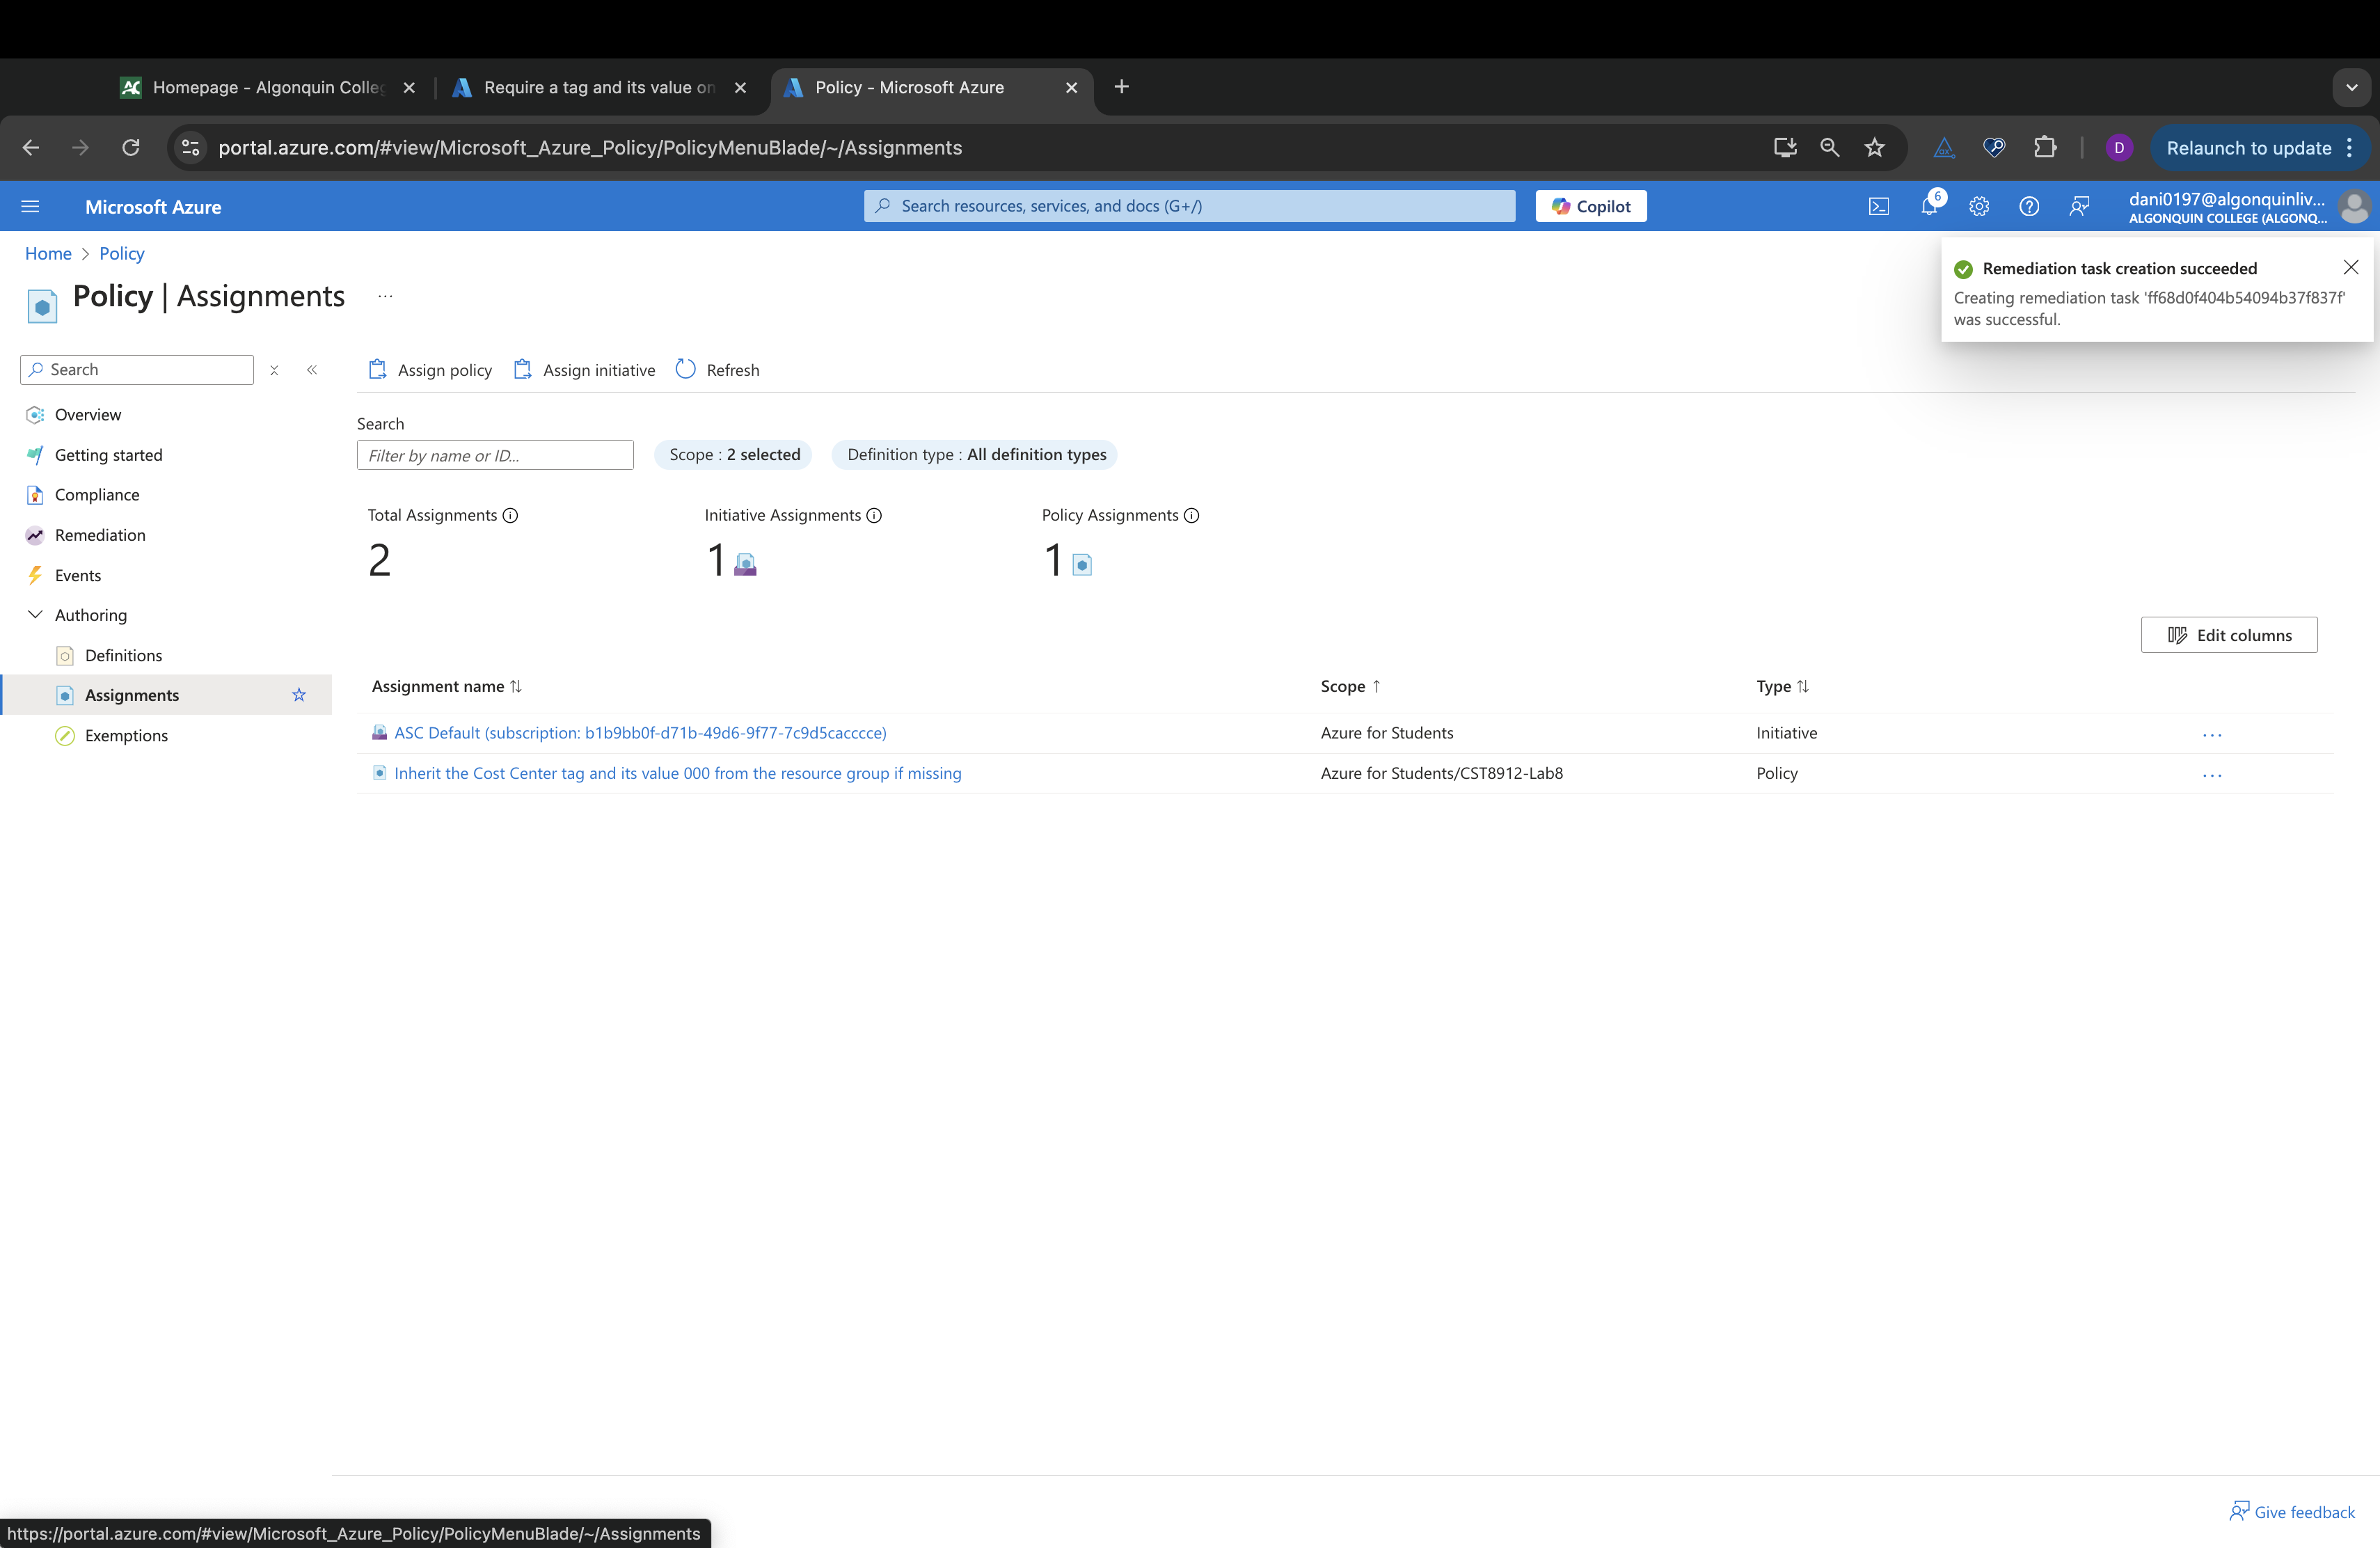 Homepage - Algonquin Colleg
Require a tag and its value on
Policy - Microsoft Azure
portal.azure.com/#view/Microsoft_Azure_Policy/PolicyMenuBlade/~/Assignments
D
Relaunch to update
Microsoft Azure
Search resources, services, and docs (G+/)
Copilot
6
dani0197@algonquinliv...
ALGONQUIN COLLEGE (ALGONQ...
Home > Policy
Policy | Assignments ...
Remediation task creation succeeded
Creating remediation task 'ff68d0f404b54094b37f837f'
was successful.
Search
Assign policy
Assign initiative
Refresh
Overview
Getting started
Compliance
Remediation
Events
Authoring
Definitions
Assignments
Exemptions
Search
Filter by name or ID...
Scope : 2 selected
Definition type : All definition types
Total Assignments
2
Initiative Assignments
1
Policy Assignments
1
Edit columns
Assignment name Scope Type
ASC Default (subscription: b1b9bb0f-d71b-49d6-9f77-7c9d5cacccce) Azure for Students Initiative ...
Inherit the Cost Center tag and its value 000 from the resource group if missing Azure for Students/CST8912-Lab8 Policy ...
Give feedback
https://portal.azure.com/#view/Microsoft_Azure_Policy/PolicyMenuBlade/~/Assignments